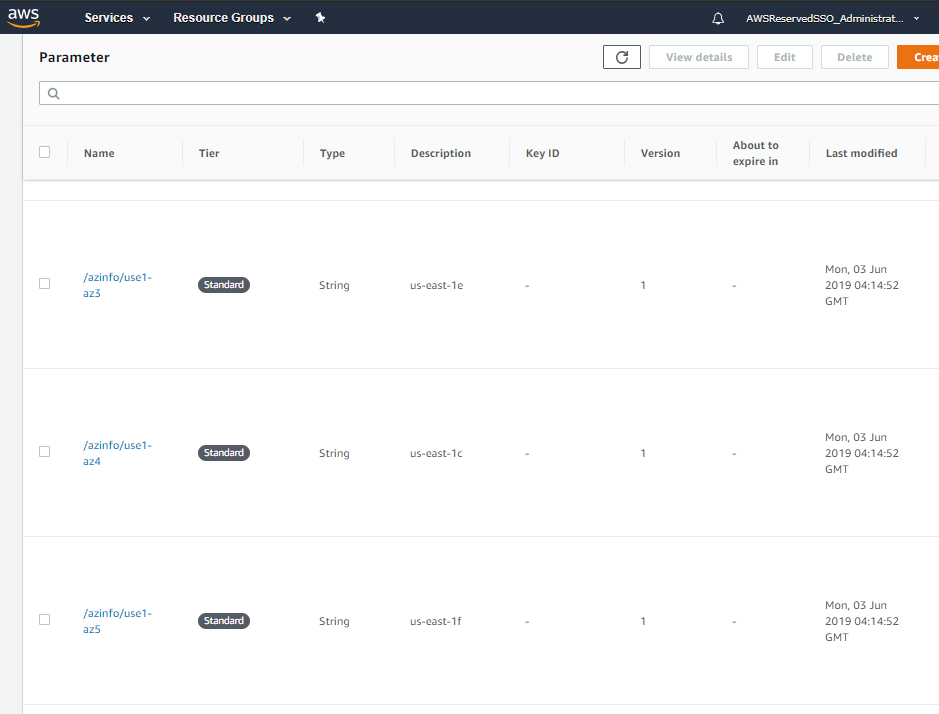 aws Services Resource Groups AWSReservedSSO_Administrat...
Parameter
View details Edit Delete Crea
Name Tier Type Description Key ID Version About to expire in Last modified
/azinfo/use1-
az3
Standard String us-east-1e - 1 -
Mon, 03 Jun
2019 04:14:52
GMT
/azinfo/use1-
az4
Standard String us-east-1c - 1 -
Mon, 03 Jun
2019 04:14:52
GMT
/azinfo/use1-
az5
Standard String us-east-1f - 1 -
Mon, 03 Jun
2019 04:14:52
GMT